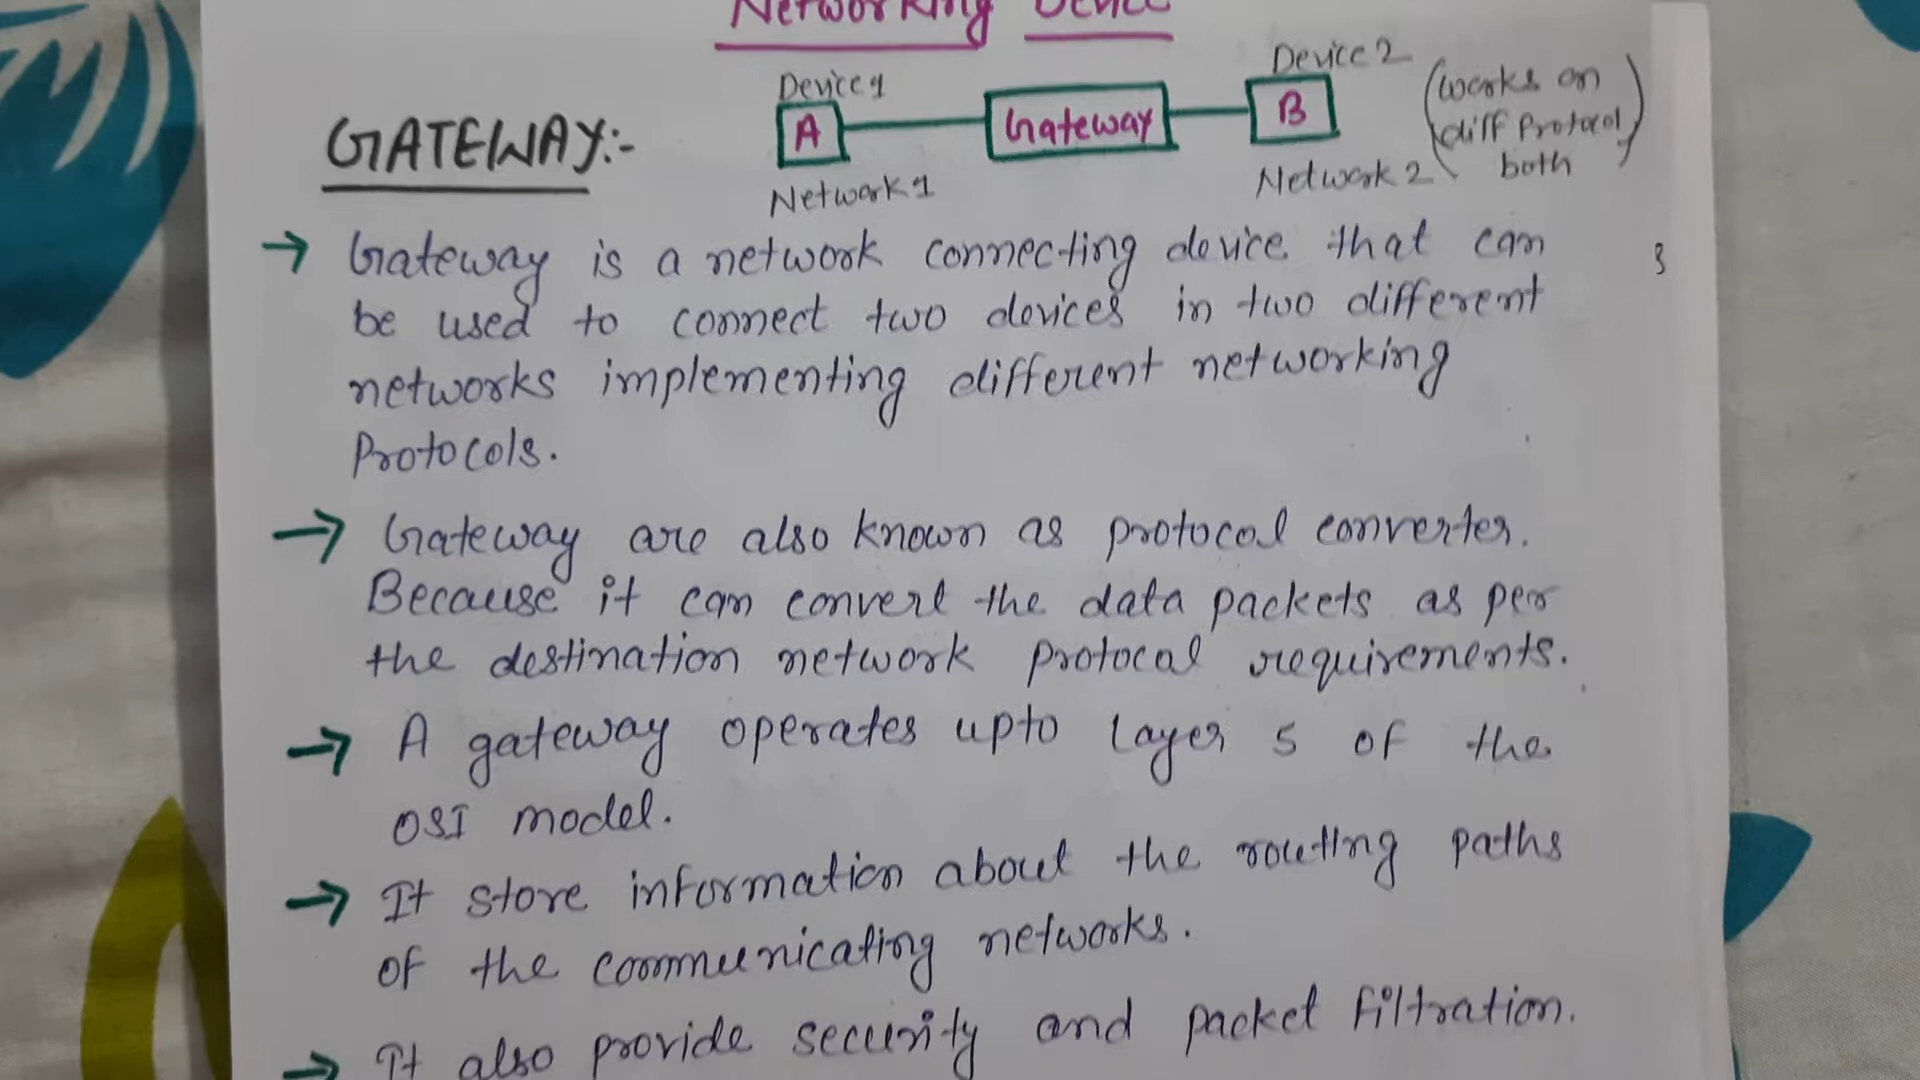 Networking Device
Device 1
Device 2
GATEWAY:-
A
Gateway
B
(works on
diff Protocol
both)
Network 1
Network 2
→ Gateway is a network connecting device that can
be used to connect two devices in two different
networks implementing different networking
Protocols.
3
→ Gateway are also known as protocol converter.
Because it can convert the data packets as per
the destination network protocol requirements.
→ A gateway operates upto layer 5 of the
OSI model.
→ It store information about the routing paths
of the communicating networks.
→ It also provide security and packet filtration.